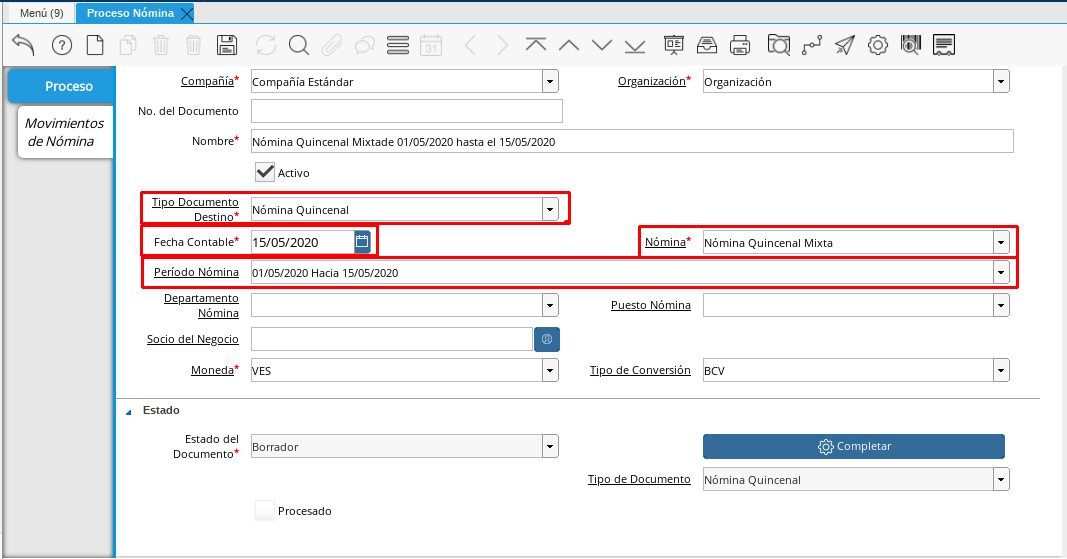 Menú (9) Proceso Nómina
31
Proceso
Movimientos
de Nómina
Compañía* Compañía Estándar Organización* Organización
No. del Documento
Nombre* Nómina Quincenal Mixtade 01/05/2020 hasta el 15/05/2020
Activo
Tipo Documento
Destino* Nómina Quincenal
Fecha Contable* 15/05/2020 Nómina* Nómina Quincenal Mixta
Período Nómina 01/05/2020 Hacia 15/05/2020
Departamento
Nómina Puesto Nómina
Socio del Negocio
Moneda* VES Tipo de Conversión BCV
Estado
Estado del
Documento* Borrador Completar
Tipo de Documento Nómina Quincenal
Procesado